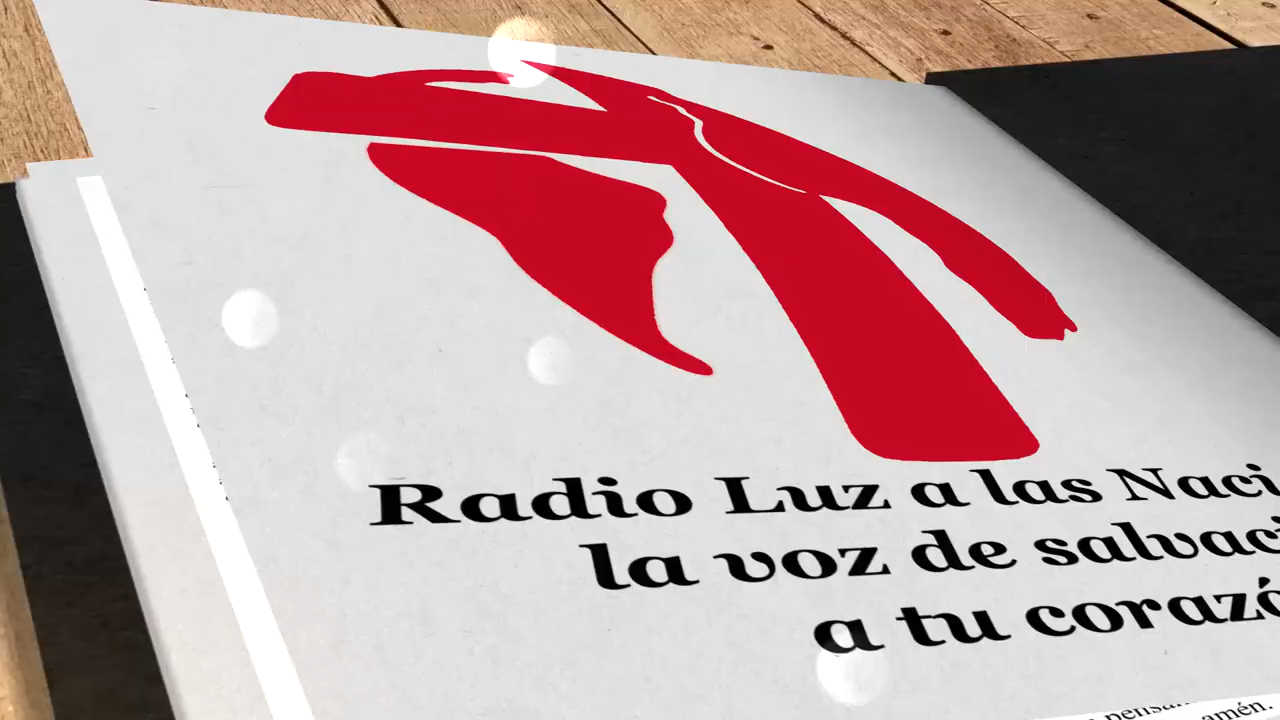 Radio Luz a las Naci
la voz de salvaci
a tu corazó
amén.